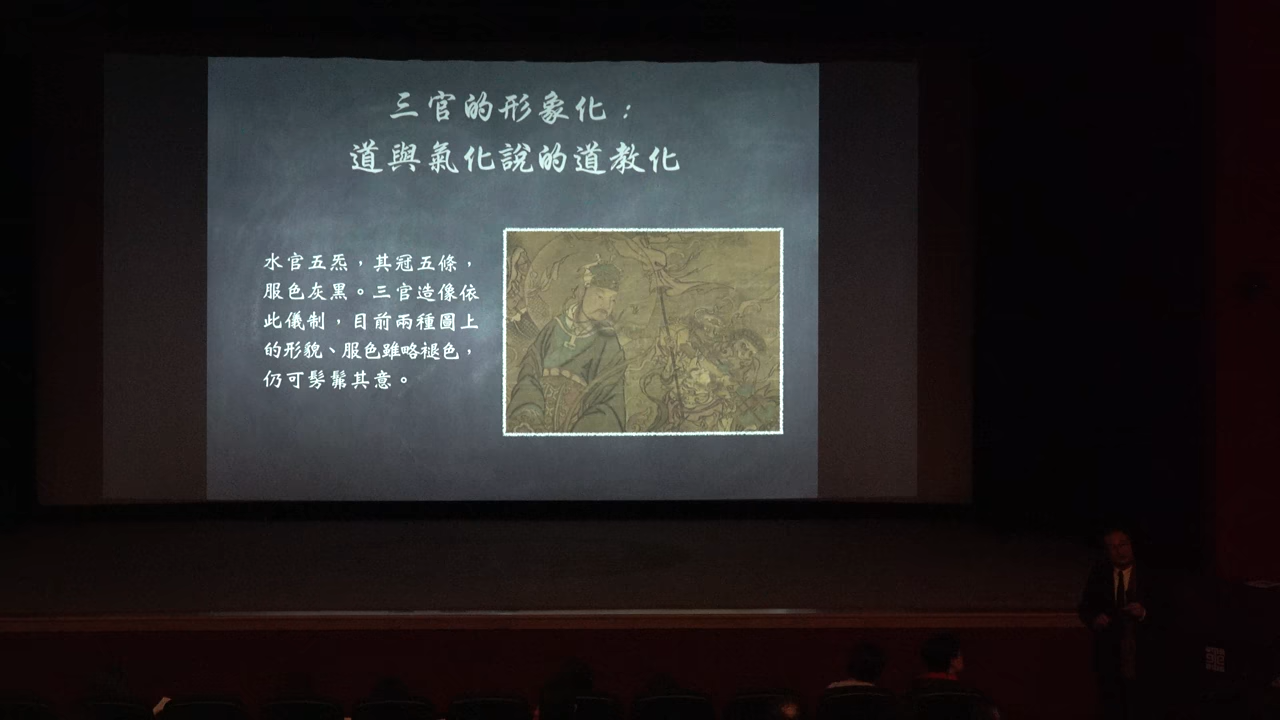 三官的形象化：
道與氣化說的道教化
水官五炁，其冠五條，
服色灰黑。三官造像依
此儀制，目前兩種圖上
的形貌、服色雖略褪色，
仍可髣髴其意。